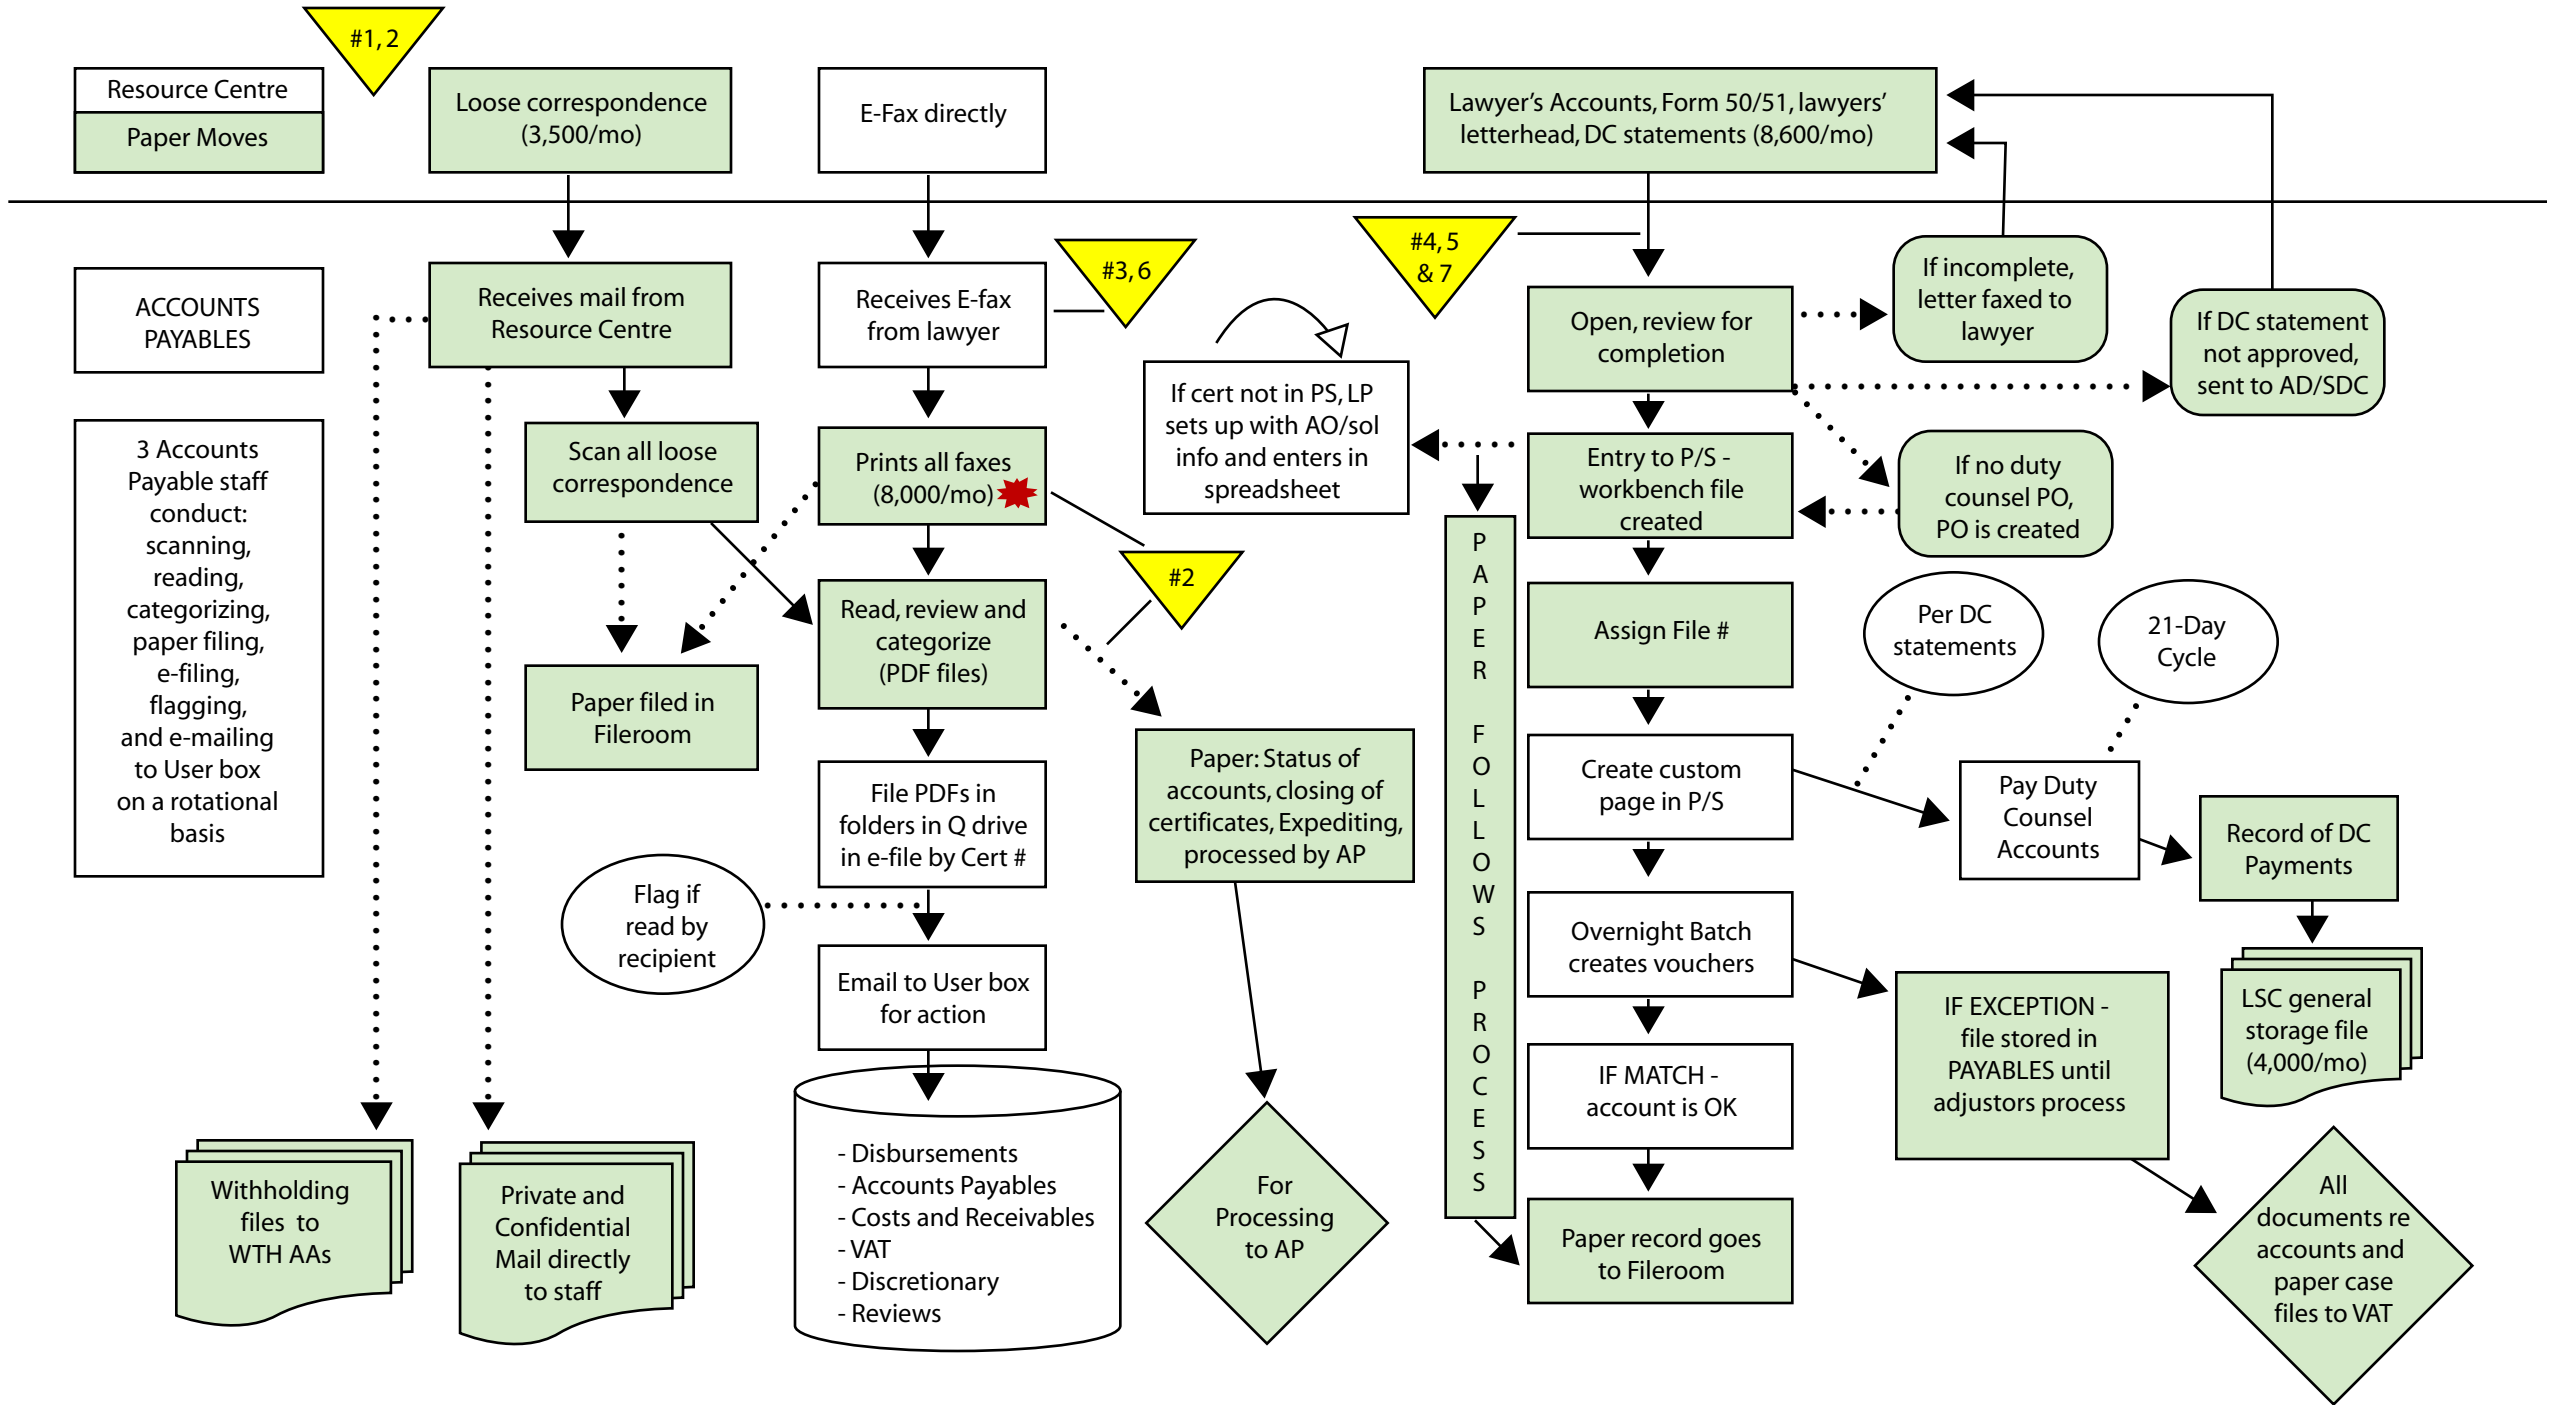 #1, 2
Resource Centre
Paper Moves
Loose correspondence
(3,500/mo)
E-Fax directly
Lawyer's Accounts, Form 50/51, lawyers'
letterhead, DC statements (8,600/mo)
ACCOUNTS
PAYABLES
3 Accounts
Payable staff
conduct:
scanning,
reading,
categorizing,
paper filing,
e-filing,
flagging,
and e-mailing
to User box
on a rotational
basis
Receives mail from
Resource Centre
Scan all loose
correspondence
Paper filed in
Fileroom
Withholding
files to
WTH AAs
Private and
Confidential
Mail directly
to staff
Receives E-fax
from lawyer
#3, 6
Prints all faxes
(8,000/mo)
#2
Read, review and
categorize
(PDF files)
File PDFs in
folders in Q drive
in e-file by Cert #
Flag if
read by
recipient
Email to User box
for action
- Disbursements
- Accounts Payables
- Costs and Receivables
- VAT
- Discretionary
- Reviews
Paper: Status of
accounts, closing of
certificates, Expediting,
processed by AP
For
Processing
to AP
#4, 5
& 7
If cert not in PS, LP
sets up with AO/sol
info and enters in
spreadsheet
PAPER FOLLOWS PROCESS
Open, review for
completion
If incomplete,
letter faxed to
lawyer
If DC statement
not approved,
sent to AD/SDC
Entry to P/S -
workbench file
created
If no duty
counsel PO,
PO is created
Assign File #
Per DC
statements
21-Day
Cycle
Create custom
page in P/S
Pay Duty
Counsel
Accounts
Record of DC
Payments
LSC general
storage file
(4,000/mo)
Overnight Batch
creates vouchers
IF EXCEPTION -
file stored in
PAYABLES until
adjustors process
IF MATCH -
account is OK
Paper record goes
to Fileroom
All
documents re
accounts and
paper case
files to VAT